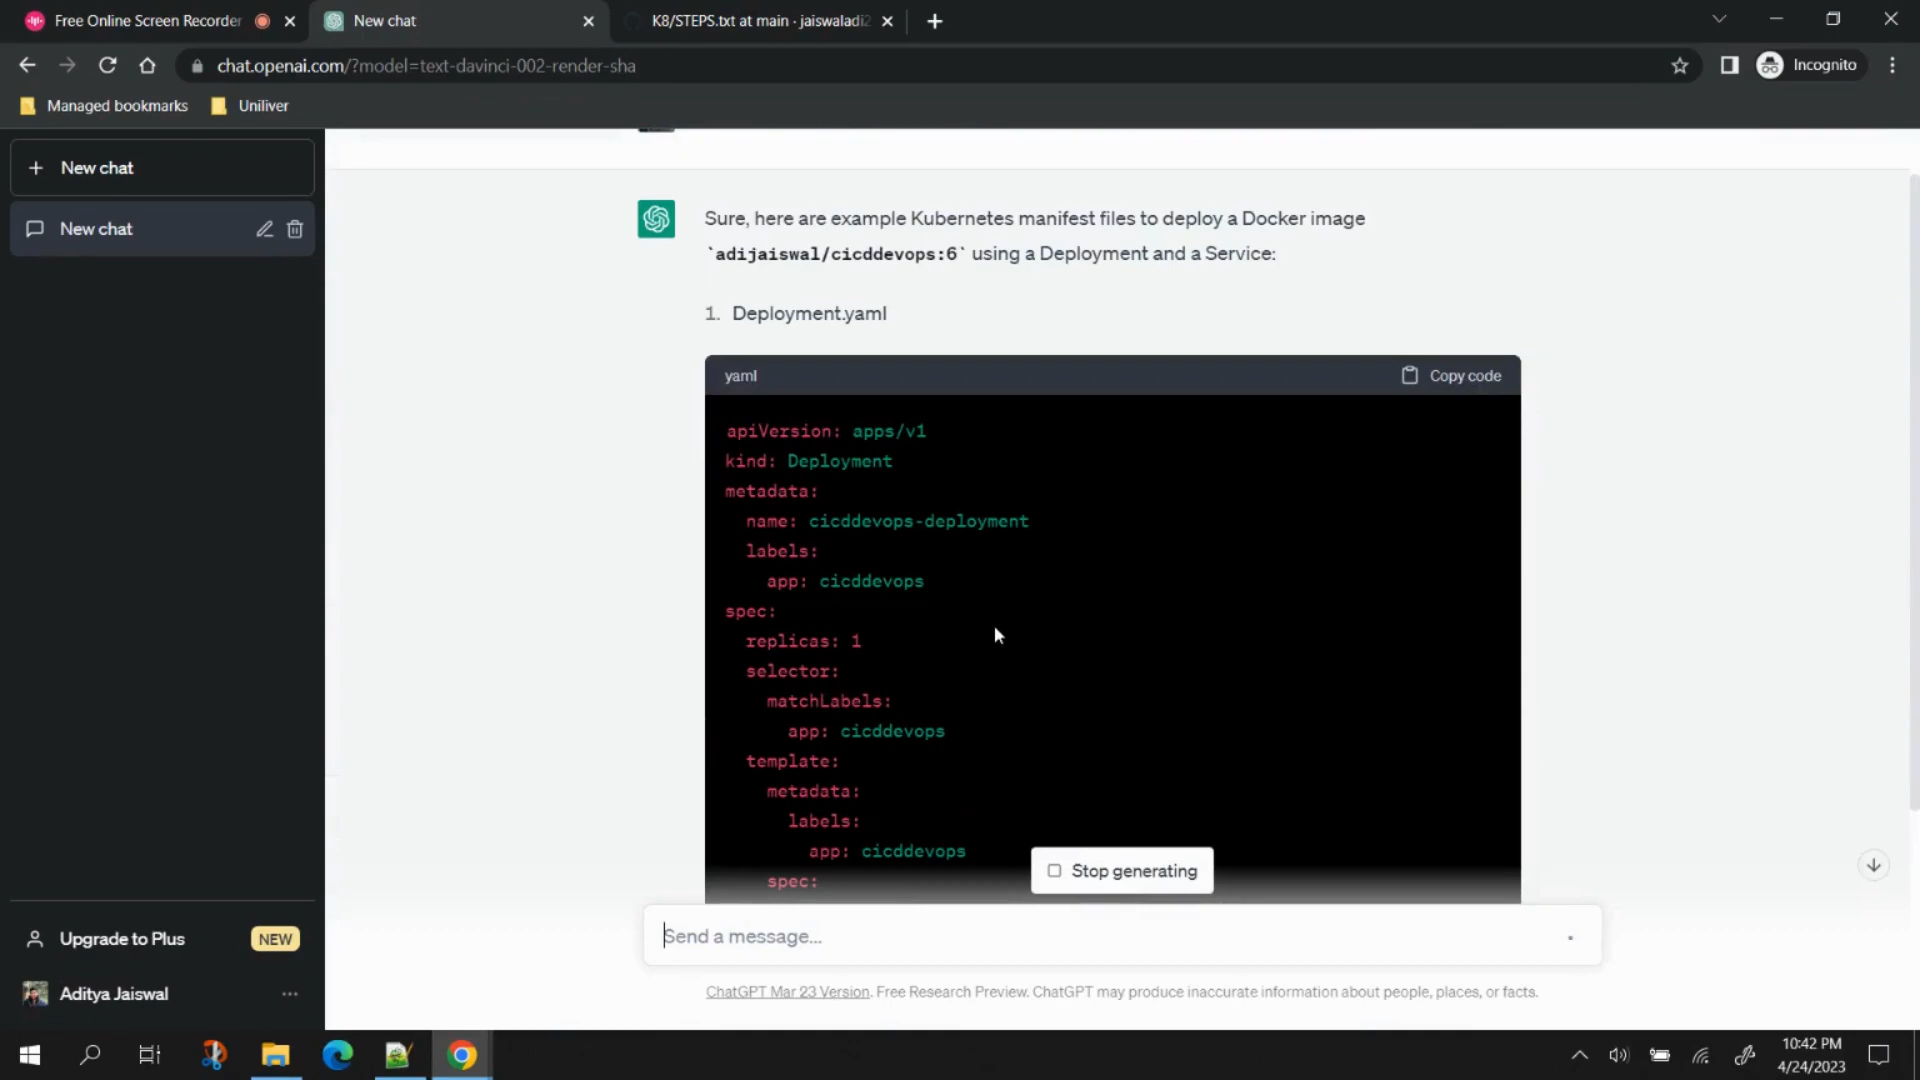 Free Online Screen Recorder
New chat
K8/STEPS.txt at main · jaiswaladi2
chat.openai.com/?model=text-davinci-002-render-sha
Incognito
Managed bookmarks
Uniliver
New chat
New chat
Sure, here are example Kubernetes manifest files to deploy a Docker image
`adijaiswal/cicddevops:6` using a Deployment and a Service:
1. Deployment.yaml
yaml
Copy code
apiVersion: apps/v1
kind: Deployment
metadata:
name: cicddevops-deployment
labels:
app: cicddevops
spec:
replicas: 1
selector:
matchLabels:
app: cicddevops
template:
metadata:
labels:
app: cicddevops
spec:
Stop generating
Send a message...
Upgrade to Plus
NEW
Aditya Jaiswal
ChatGPT Mar 23 Version. Free Research Preview. ChatGPT may produce inaccurate information about people, places, or facts.
10:42 PM
4/24/2023